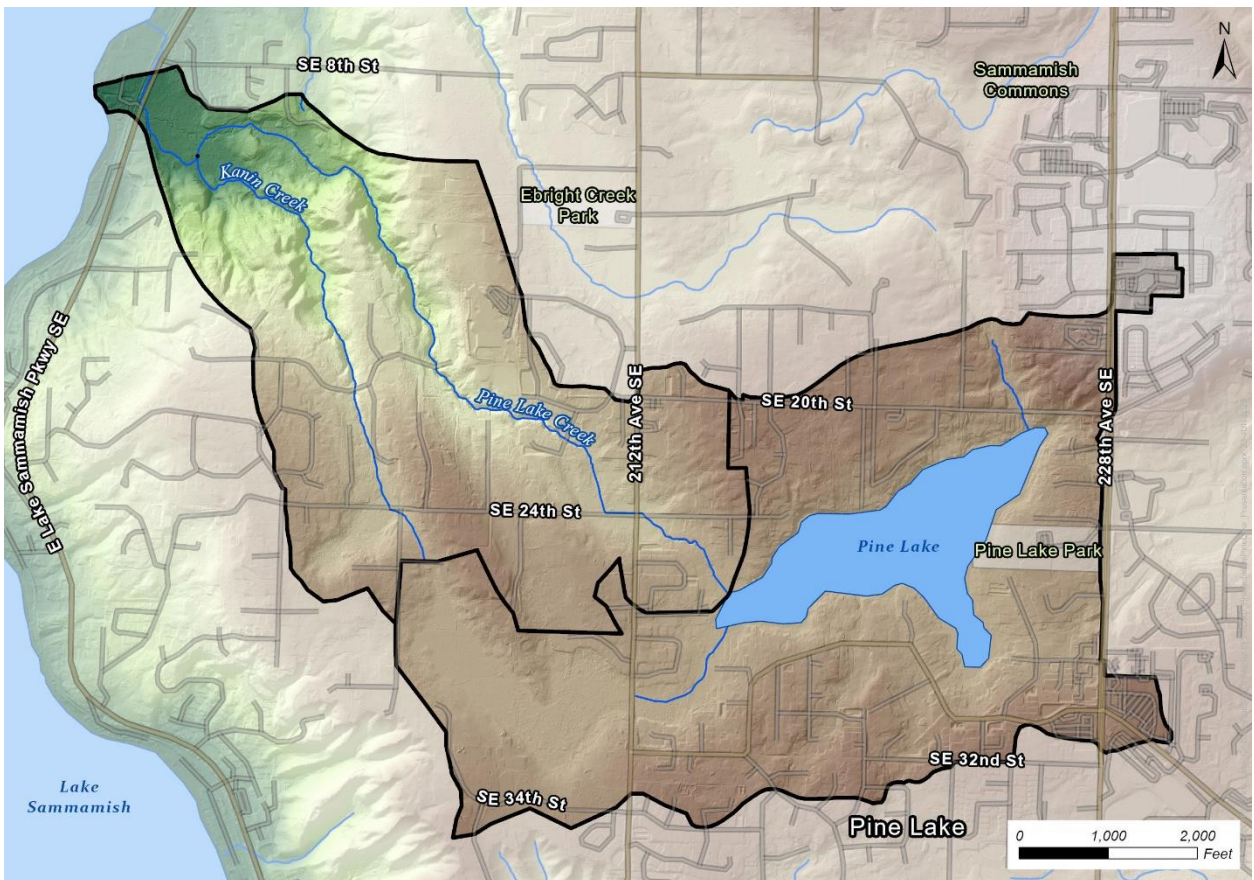 N
SE 8th St
Sammamish
Commons
Kanin Creek
Ebright Creek
Park
E Lake Sammamish Pkwy SE
Pine Lake Creek
212th Ave SE
SE 20th St
228th Ave SE
SE 24th St
Pine Lake
Pine Lake Park
Lake
Sammamish
SE 34th St
SE 32nd St
Pine Lake
0 1,000 2,000
Feet